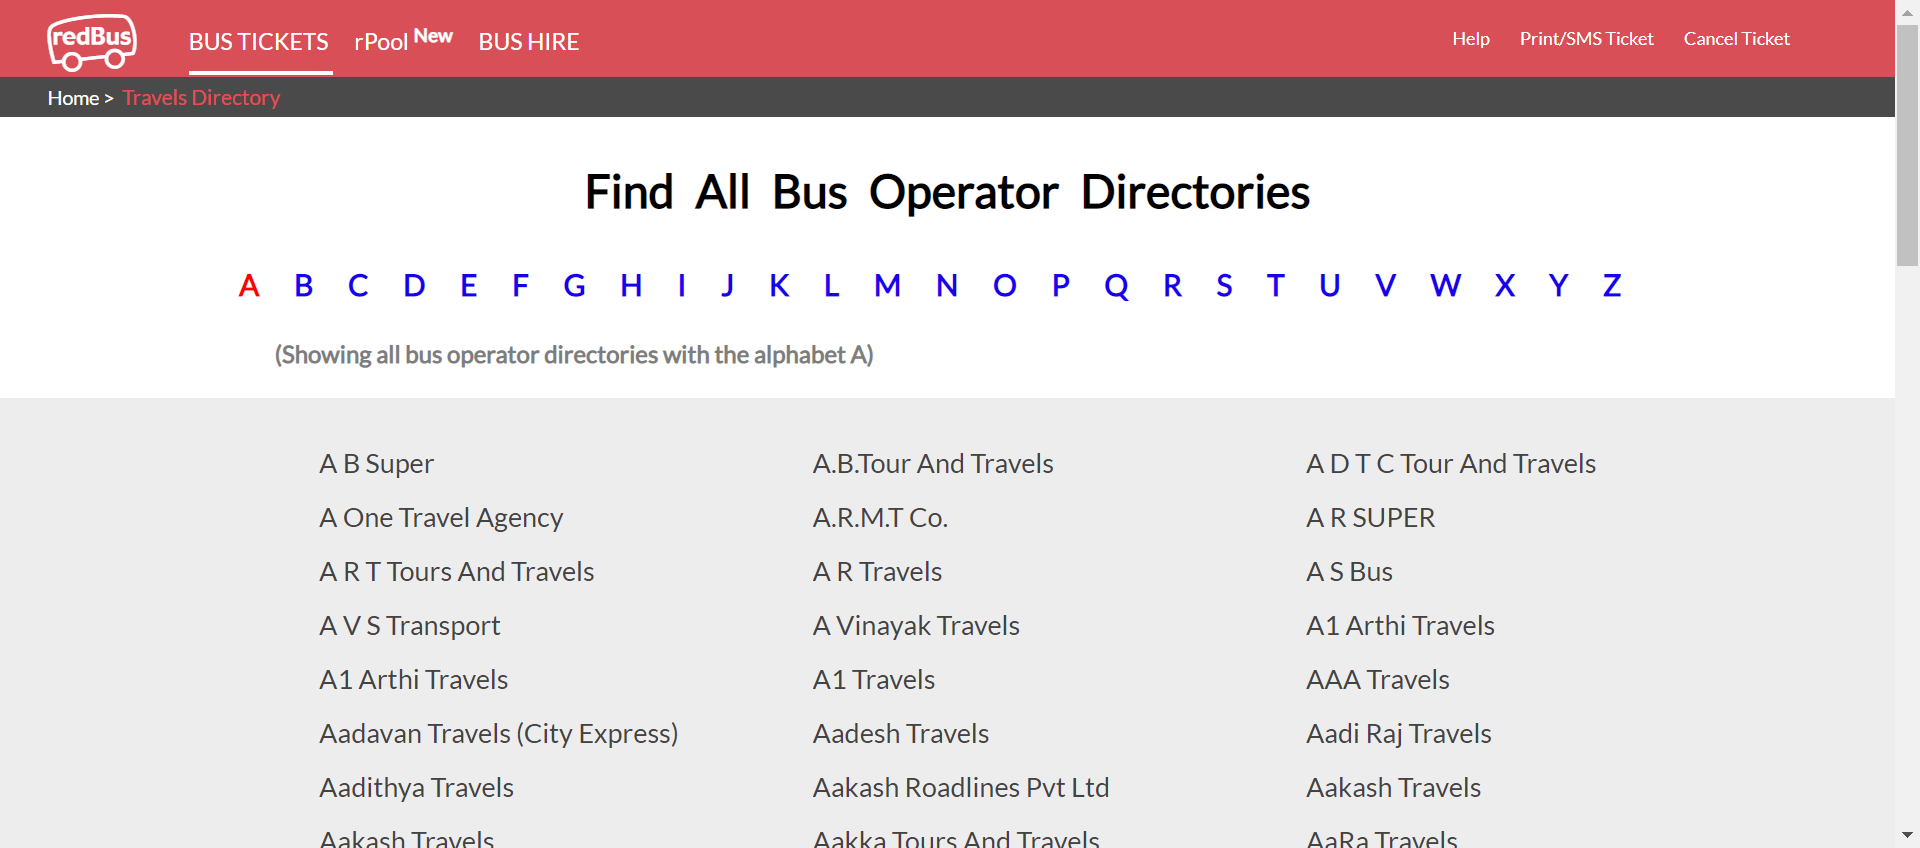 redBus BUS TICKETS rPool New BUS HIRE Help Print/SMS Ticket Cancel Ticket
Home > Travels Directory
Find All Bus Operator Directories
A B C D E F G H I J K L M N O P Q R S T U V W X Y Z
(Showing all bus operator directories with the alphabet A)
A B Super A.B.Tour And Travels A D T C Tour And Travels
A One Travel Agency A.R.M.T Co. A R SUPER
A R T Tours And Travels A R Travels A S Bus
A V S Transport A Vinayak Travels A1 Arthi Travels
A1 Arthi Travels A1 Travels AAA Travels
Aadavan Travels (City Express) Aadesh Travels Aadi Raj Travels
Aadithya Travels Aakash Roadlines Pvt Ltd Aakash Travels
Aakash Travels Aakka Tours And Travels AaRa Travels